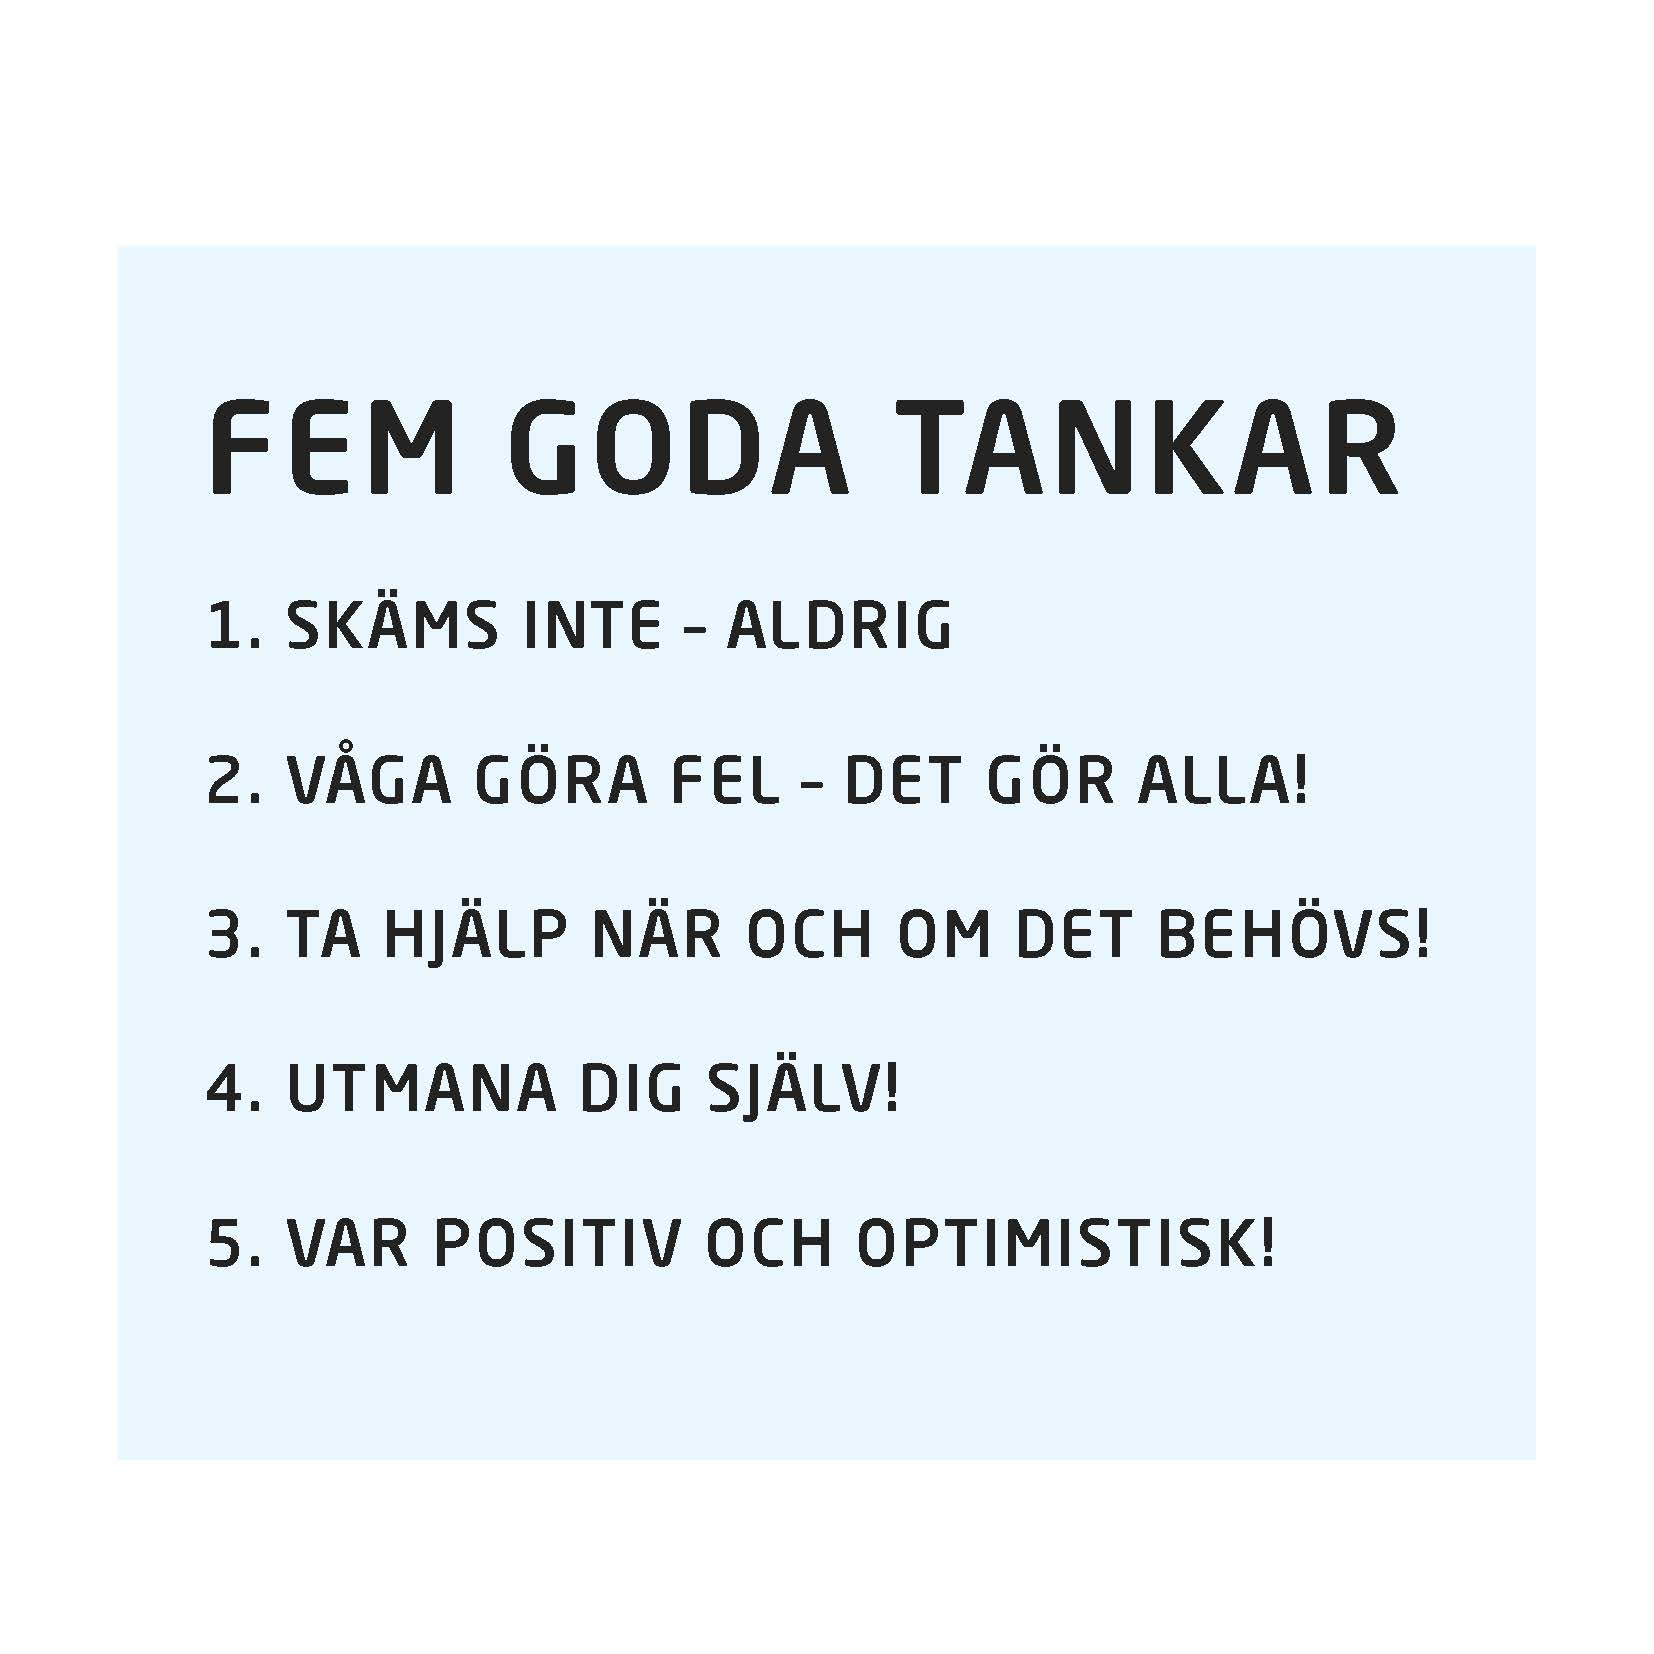 FEM GODA TANKAR
1. SKÄMS INTE – ALDRIG
2. VÅGA GÖRA FEL – DET GÖR ALLA!
3. TA HJÄLP NÄR OCH OM DET BEHÖVS!
4. UTMANA DIG SJÄLV!
5. VAR POSITIV OCH OPTIMISTISK!